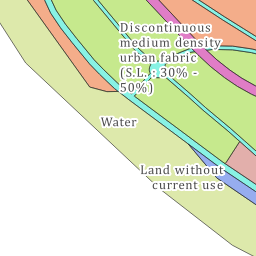 Discontinuous
medium density
urban fabric
(S.L. : 30% -
50%)
Water
Land without
current use